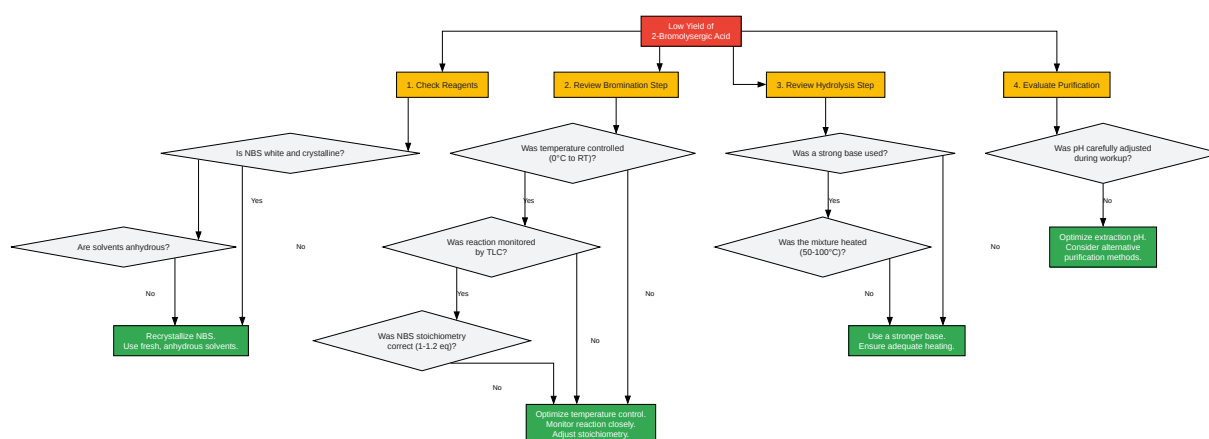 Low Yield of
2-Bromolysergic Acid
1. Check Reagents
2. Review Bromination Step
3. Review Hydrolysis Step
4. Evaluate Purification
Is NBS white and crystalline?
Was temperature controlled
(0°C to RT)?
Was a strong base used?
Was pH carefully adjusted
during workup?
Yes
Yes
Yes
No
Are solvents anhydrous?
No
Was reaction monitored
by TLC?
Was the mixture heated
(50-100°C)?
No
Optimize extraction pH.
Consider alternative
purification methods.
No
Yes
No
No
Recrystallize NBS.
Use fresh, anhydrous solvents.
Was NBS stoichiometry
correct (1-1.2 eq)?
No
Use a stronger base.
Ensure adequate heating.
No
Optimize temperature control.
Monitor reaction closely.
Adjust stoichiometry.